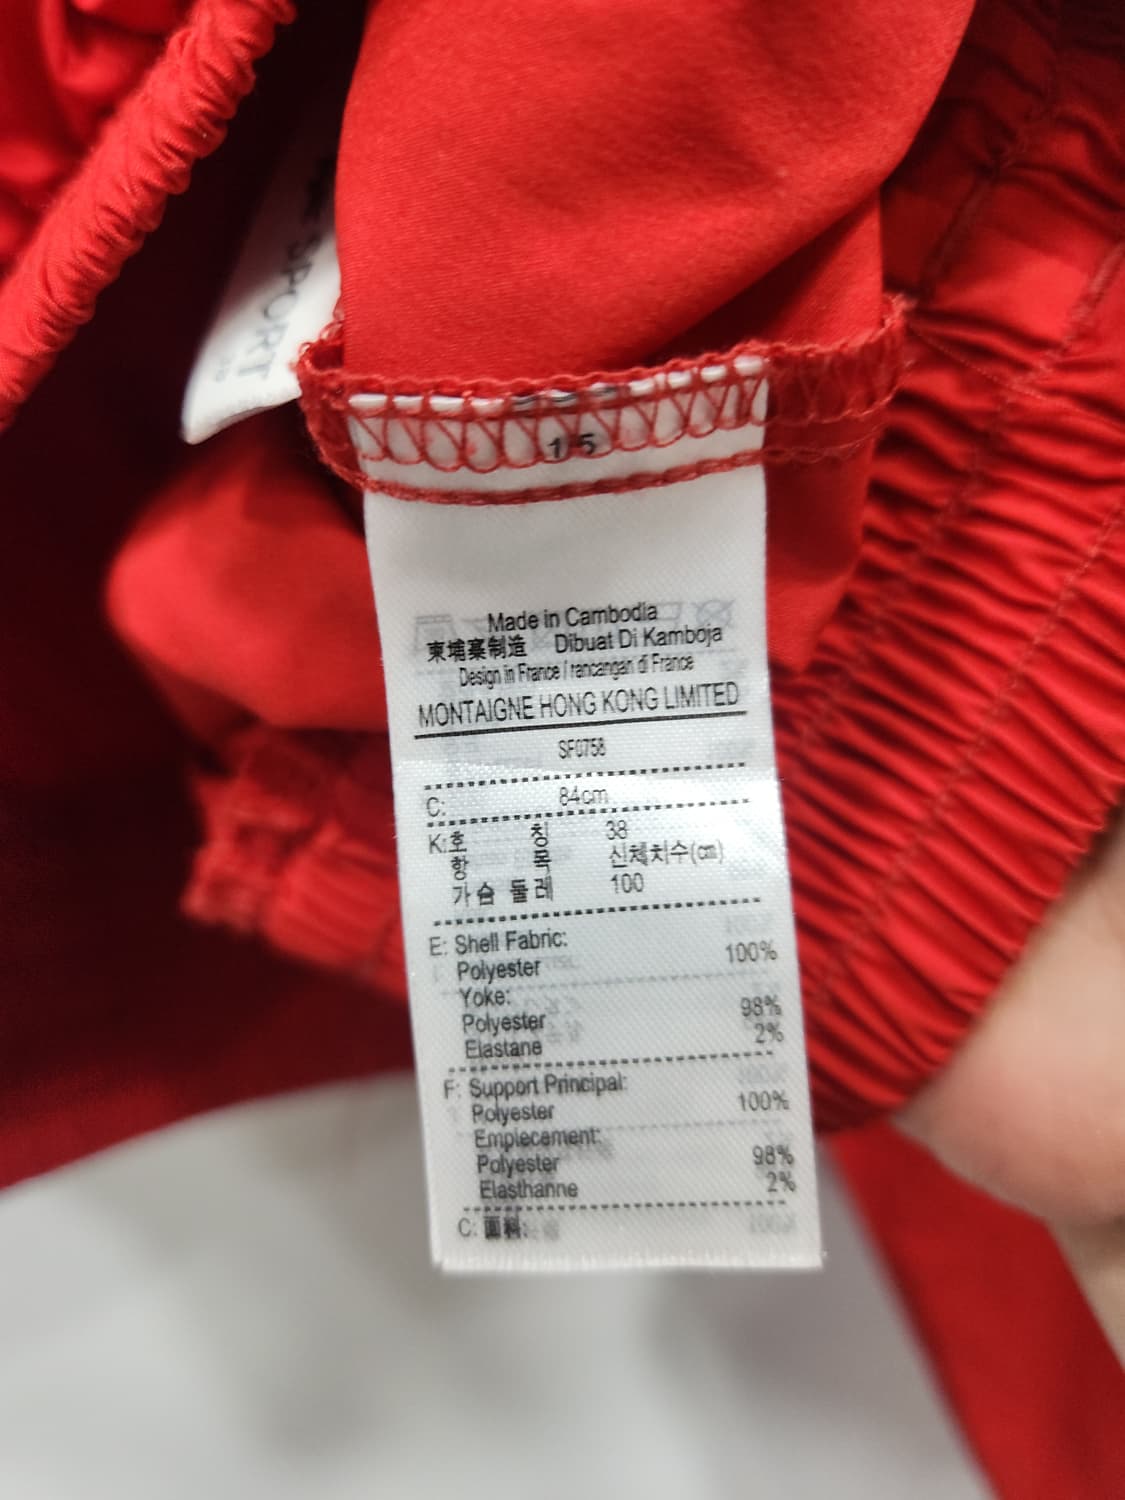 SPORT
15
Made in Cambodia
柬埔寨制造 Dibuat Di Kamboja
Design in France / rancangan di France
MONTAIGNE HONG KONG LIMITED
SF0758
C: 84cm
K:호 칭 38
항 목 신체치수(㎝)
가슴 둘레 100
E: Shell Fabric:
Polyester 100%
Yoke:
Polyester 98%
Elastane 2%
F: Support Principal:
Polyester 100%
Emplecement:
Polyester 98%
Elasthanne 2%
C: 面料: